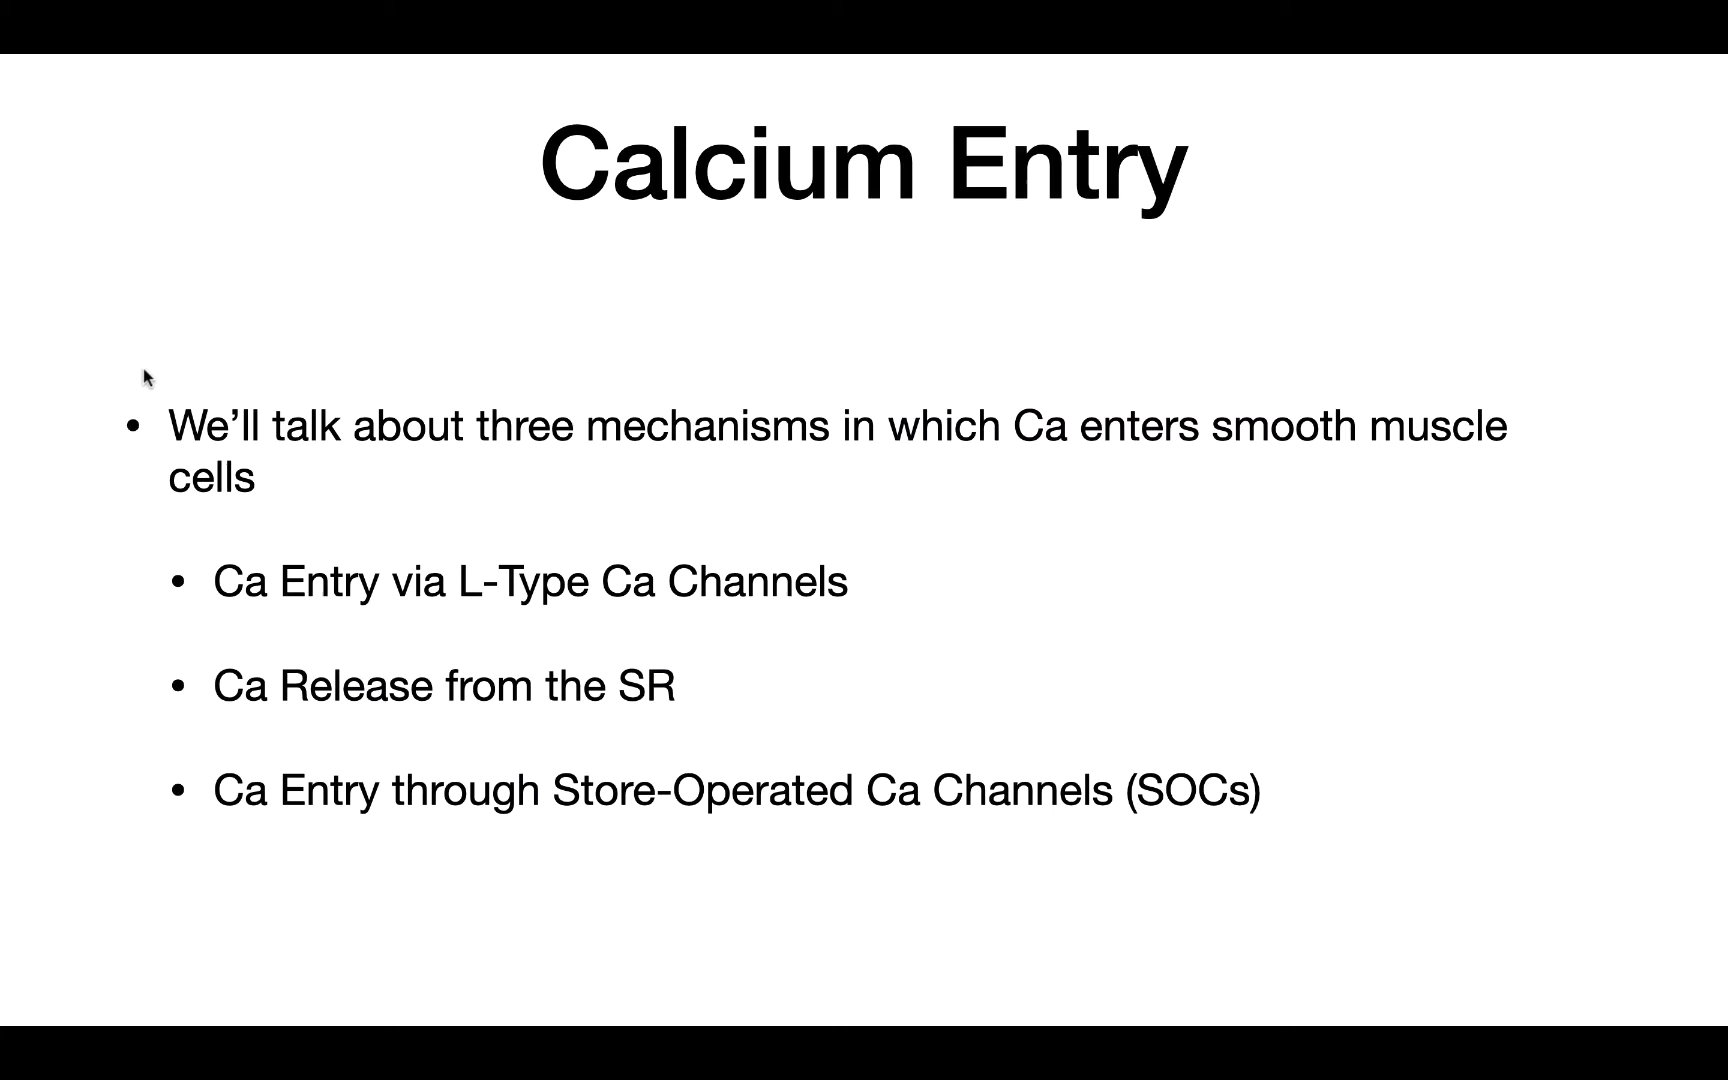 Calcium Entry
• We’ll talk about three mechanisms in which Ca enters smooth muscle
cells
• Ca Entry via L-Type Ca Channels
• Ca Release from the SR
• Ca Entry through Store-Operated Ca Channels (SOCs)